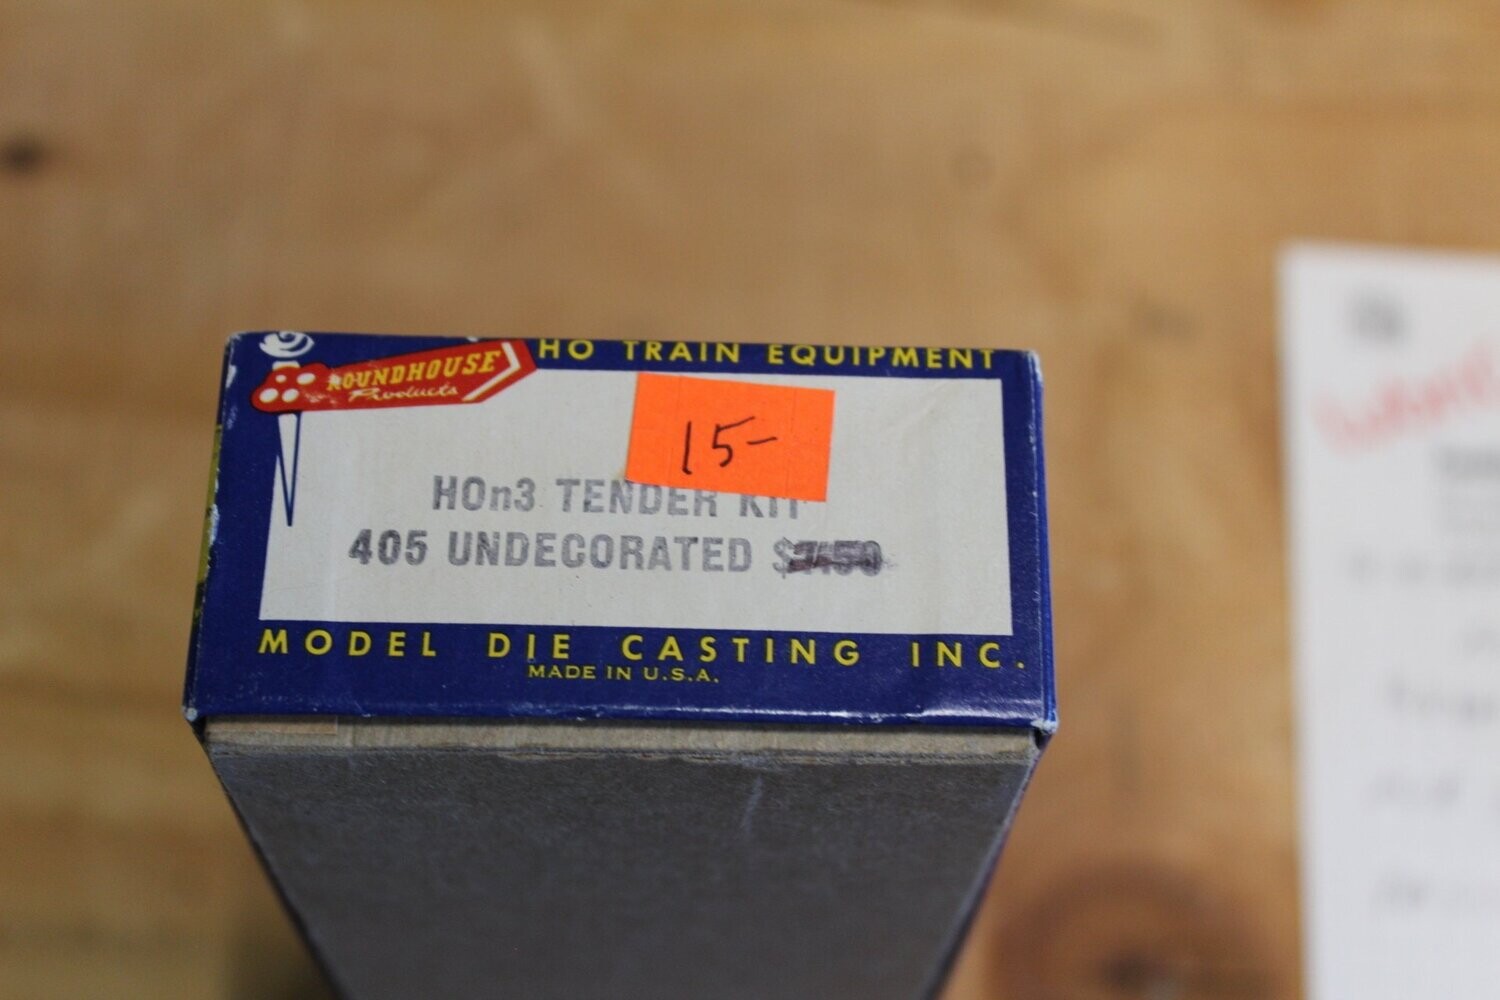 ROUNDHOUSE
Products
HO TRAIN EQUIPMENT
15-
HOn3 TENDER KIT
405 UNDECORATED
MODEL DIE CASTING INC.
MADE IN U.S.A.